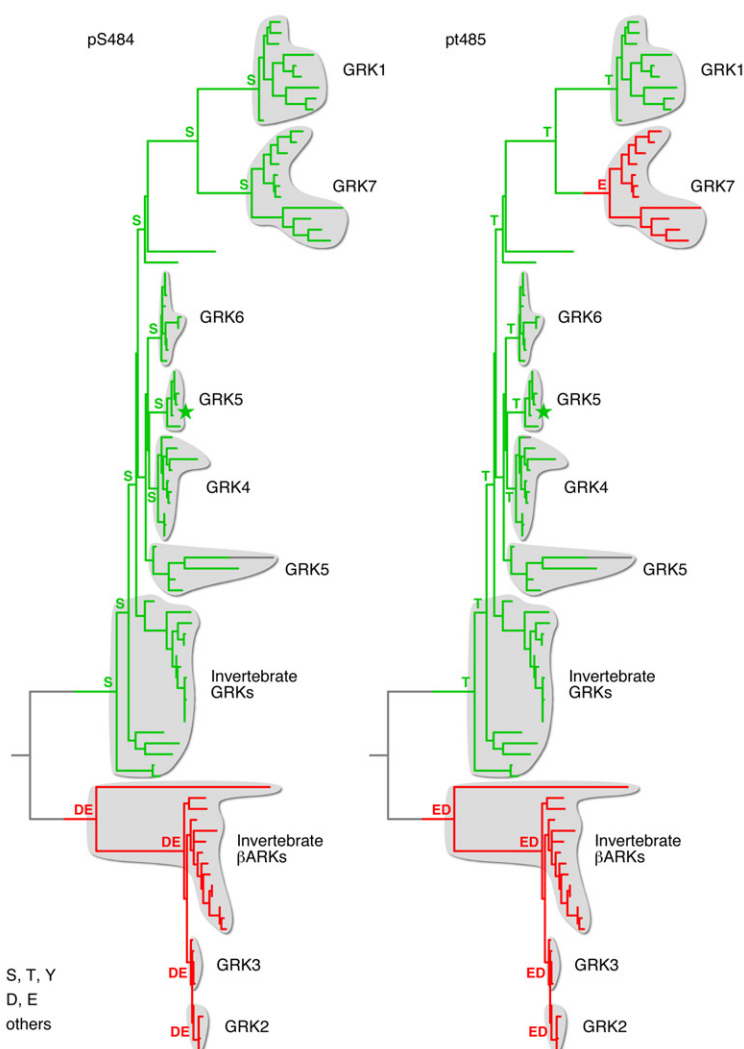 pS484
pt485
S
GRK1
S
S
GRK7
S
S
GRK6
S
GRK5
S
S
GRK4
GRK5
S
S
Invertebrate
GRKs
DE
DE
Invertebrate
βARKs
DE
GRK3
DE
GRK2
T
GRK1
T
E
GRK7
T
T
GRK6
T
GRK5
T
T
GRK4
GRK5
T
T
Invertebrate
GRKs
ED
ED
Invertebrate
βARKs
ED
GRK3
ED
GRK2
S, T, Y
D, E
others